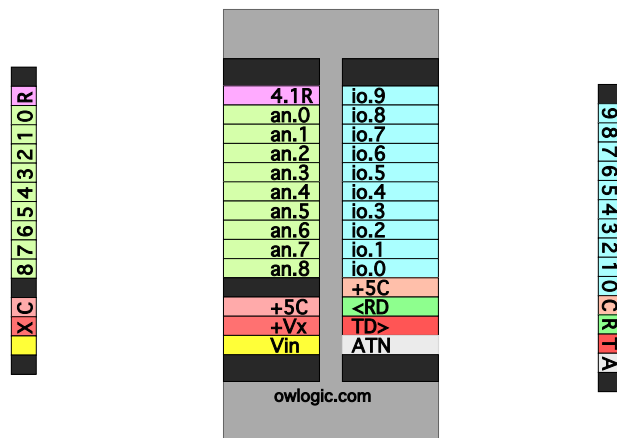 R
0
1
2
3
4
5
6
7
8
C
X
4.1R
an.0
an.1
an.2
an.3
an.4
an.5
an.6
an.7
an.8
+5C
+Vx
Vin
io.9
io.8
io.7
io.6
io.5
io.4
io.3
io.2
io.1
io.0
+5C
<RD
TD>
ATN
owlogic.com
9
8
7
6
5
4
3
2
1
0
C
R
T
A